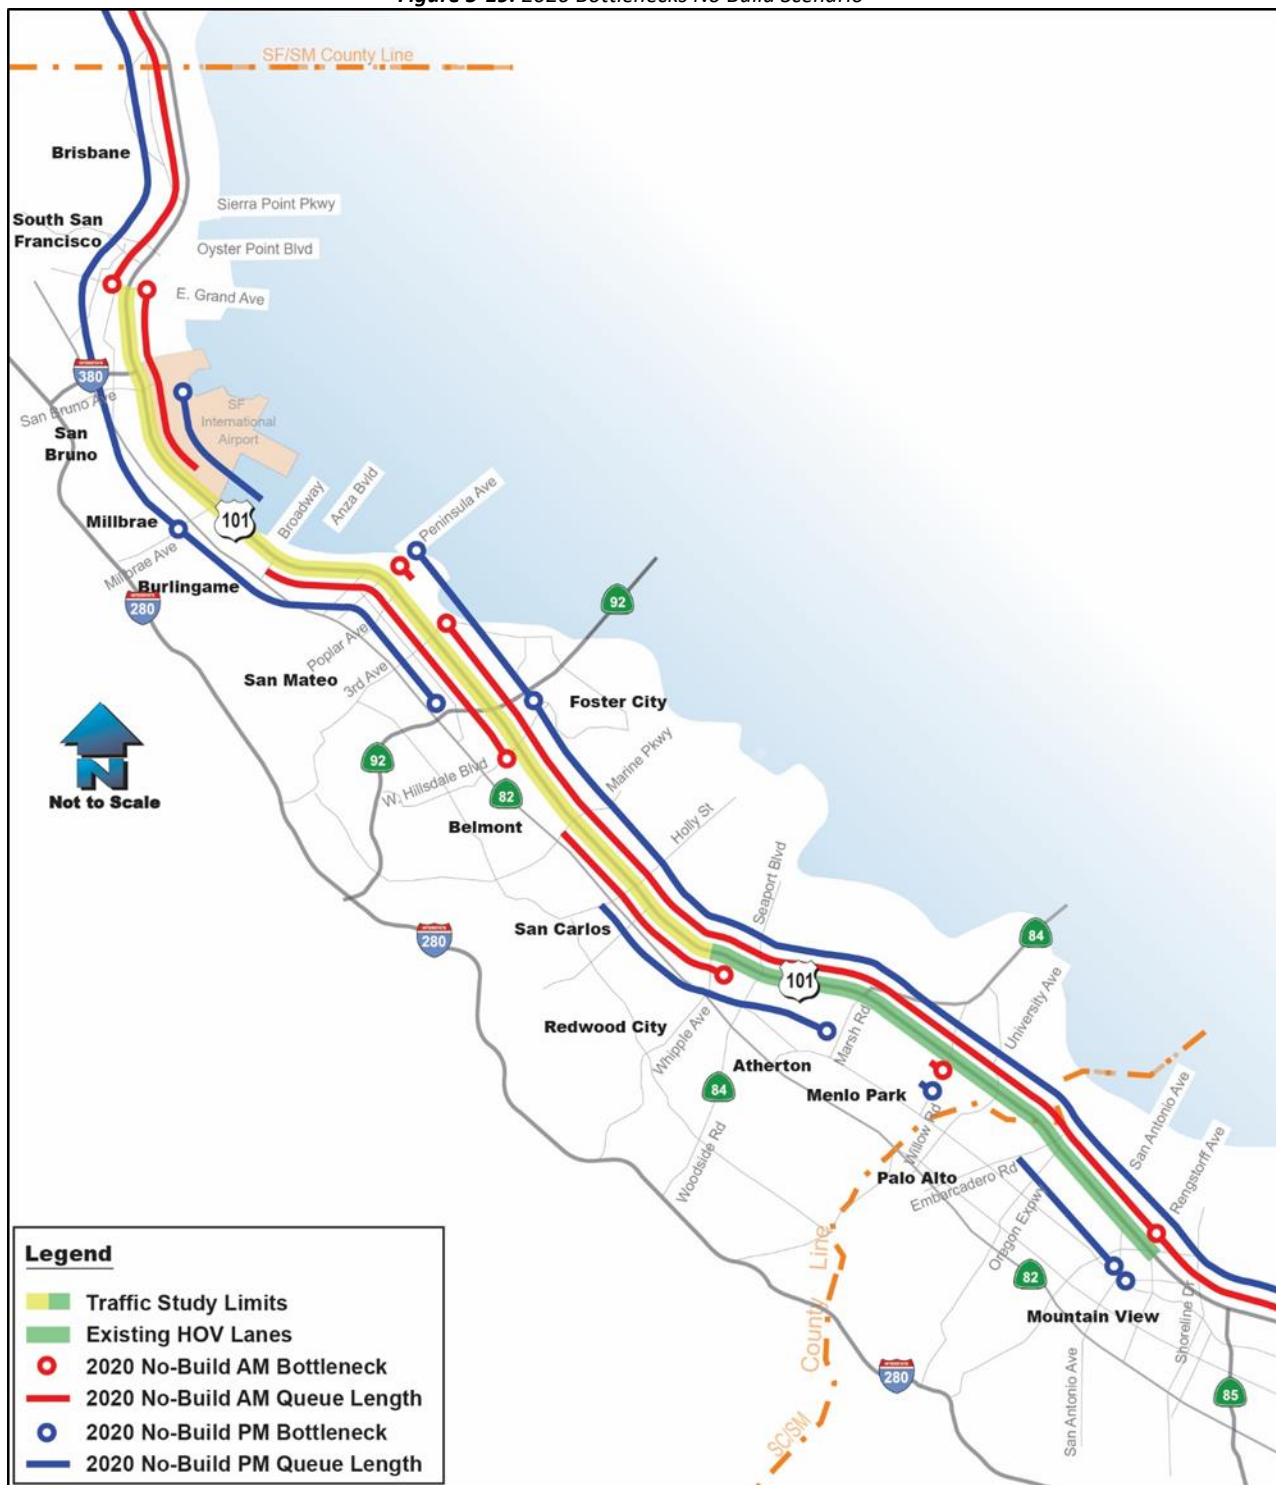 Figure 3-19: 2020 Bottlenecks No Build Scenario
SF/SM County Line
Brisbane
Sierra Point Pkwy
South San
Francisco
Oyster Point Blvd
E. Grand Ave
380
San Bruno Ave
SF
International
Airport
San
Bruno
Broadway
Anza Bvld
Peninsula Ave
101
Millbrae
Millbrae Ave
Burlingame
280
92
Poplar Ave
3rd Ave
San Mateo
Foster City
N
Not to Scale
92
W. Hillsdale Blvd
82
Marine Pkwy
Belmont
Holly St
Seaport Blvd
San Carlos
280
84
101
University Ave
Redwood City
Whipple Ave
Marsh Rd
Atherton
84
Menlo Park
Willow Rd
San Antonio Ave
Rengstorff Ave
Woodside Rd
Palo Alto
Embarcadero Rd
Oregon Expwy
82
Mountain View
Shoreline Dr
County Line
SC/SM
280
San Antonio Ave
85
Legend
Traffic Study Limits
Existing HOV Lanes
2020 No-Build AM Bottleneck
2020 No-Build AM Queue Length
2020 No-Build PM Bottleneck
2020 No-Build PM Queue Length